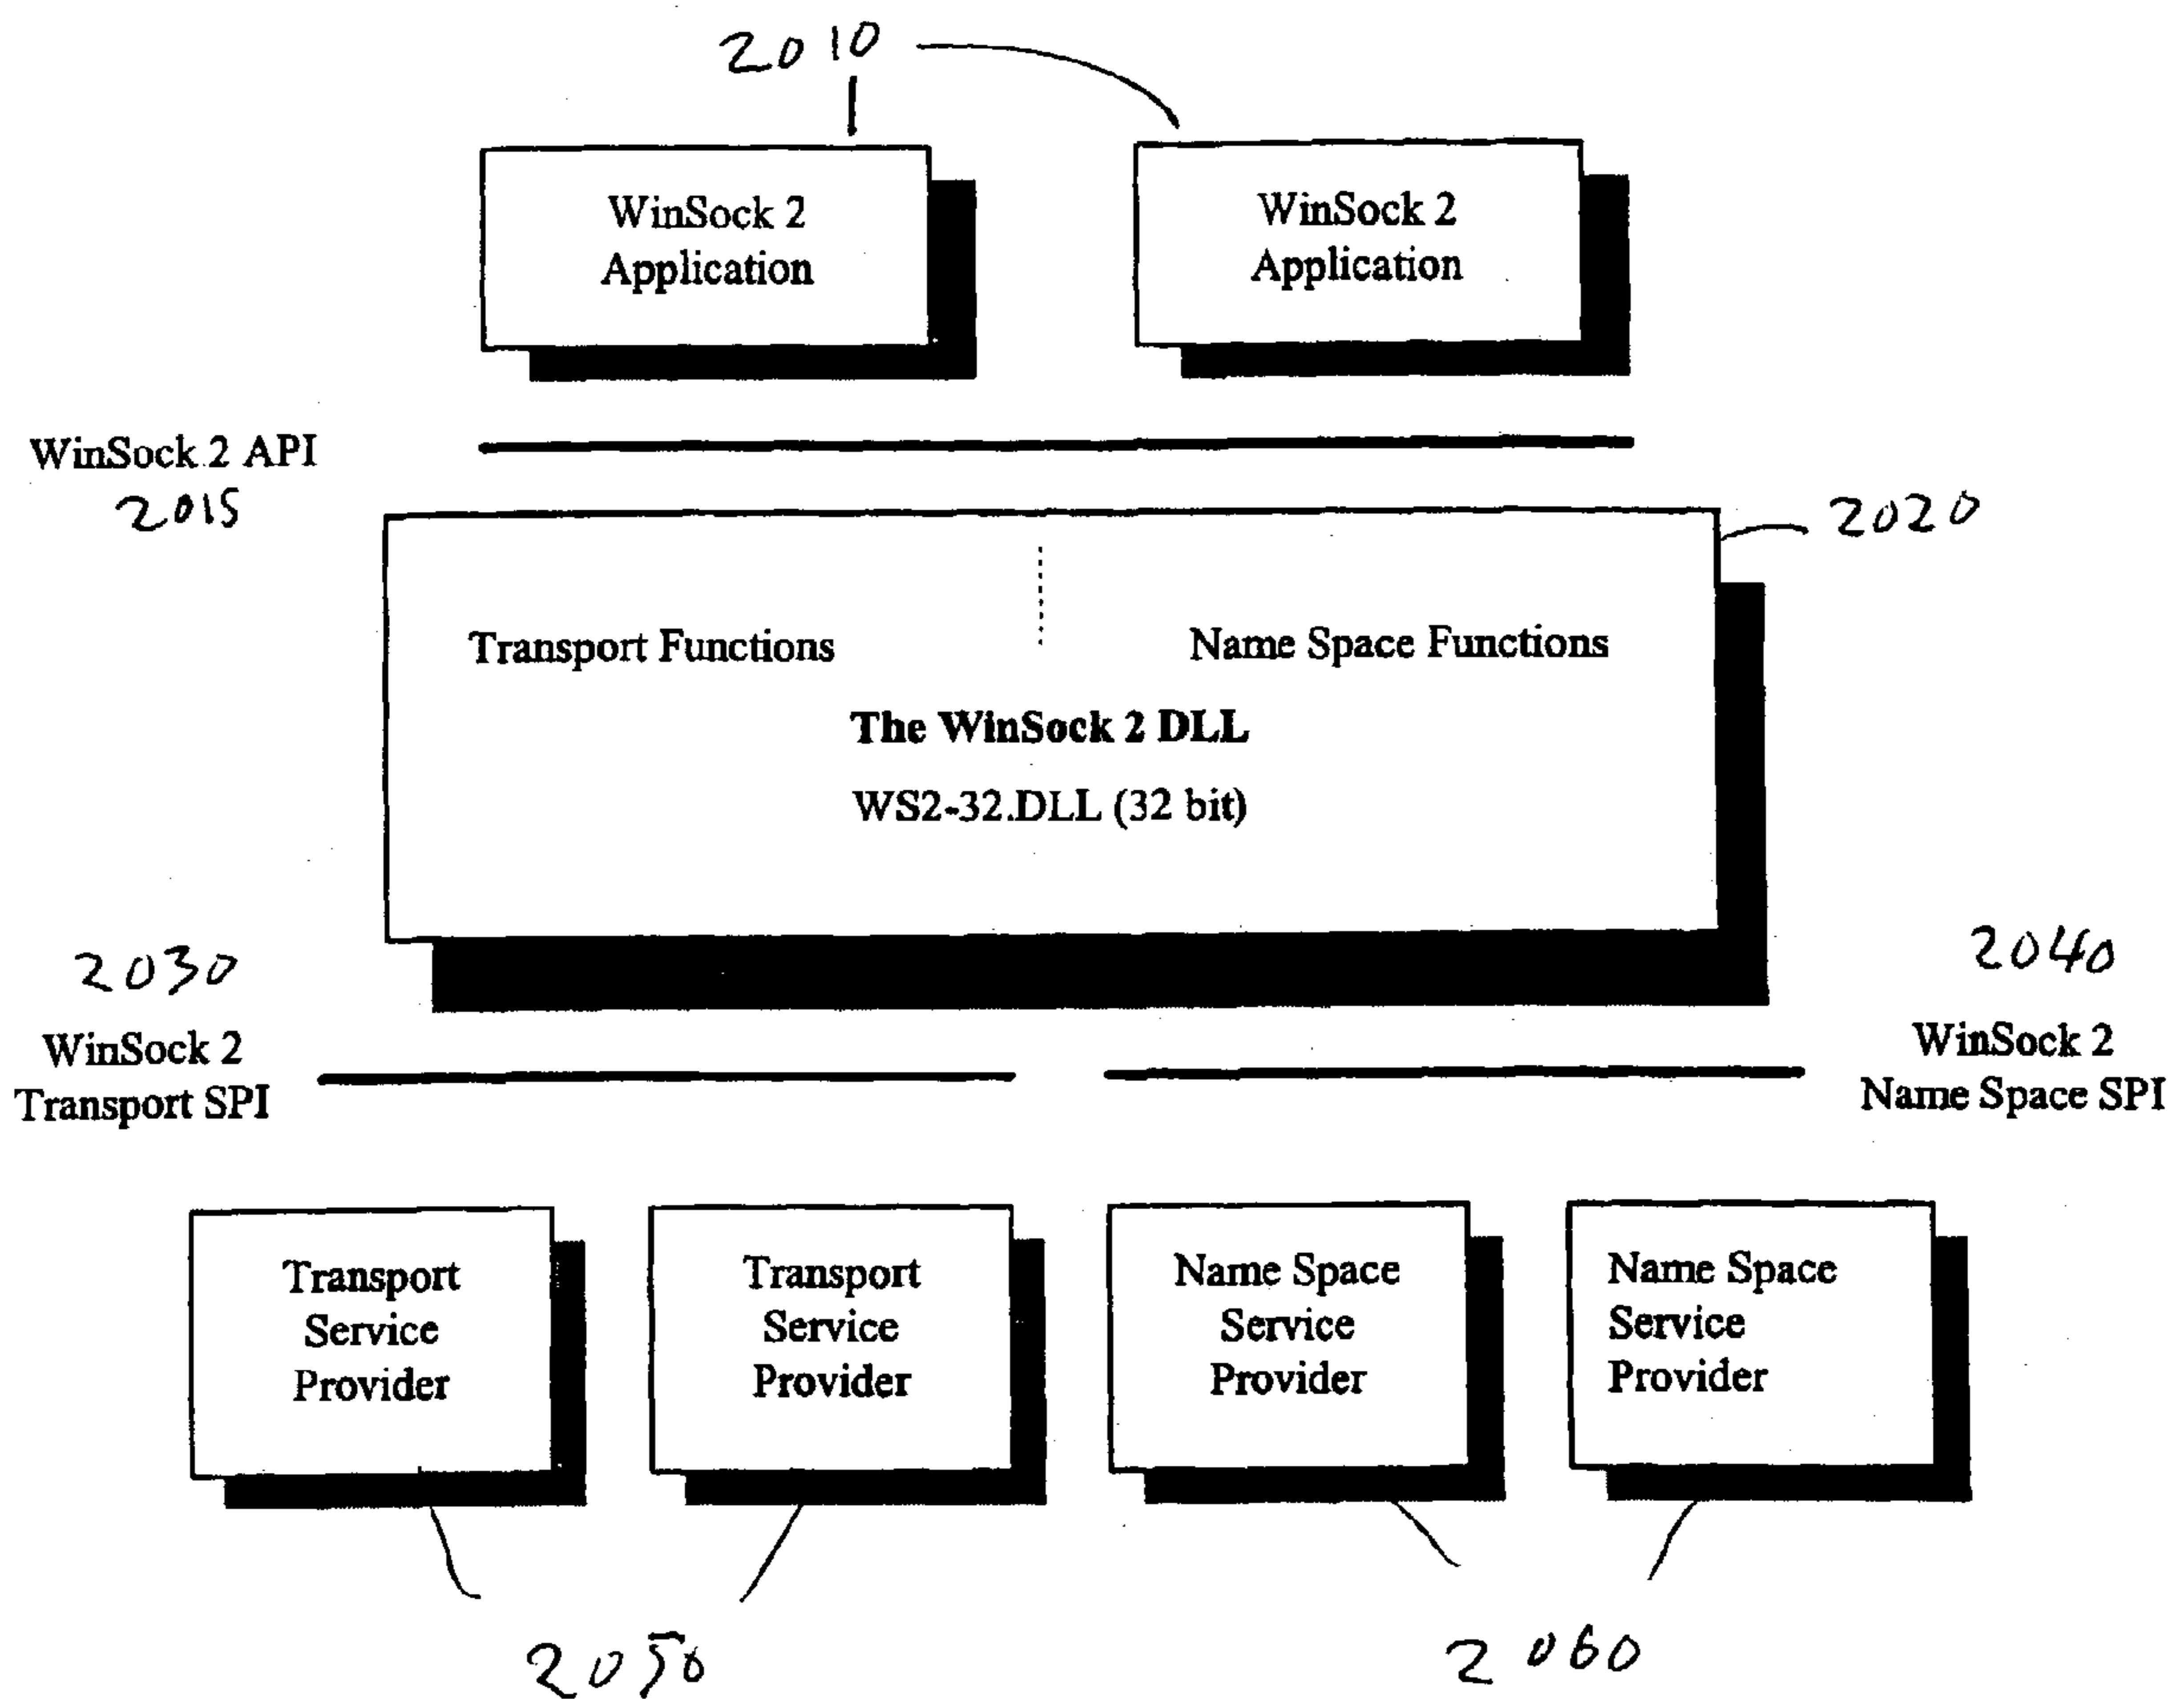 2010
WinSock 2
Application
WinSock 2
Application
WinSock 2 API
2015
2020
Transport Functions
Name Space Functions
The WinSock 2 DLL
WS2-32.DLL (32 bit)
2030
WinSock 2
Transport SPI
2040
WinSock 2
Name Space SPI
Transport
Service
Provider
Transport
Service
Provider
Name Space
Service
Provider
Name Space
Service
Provider
2050
2060